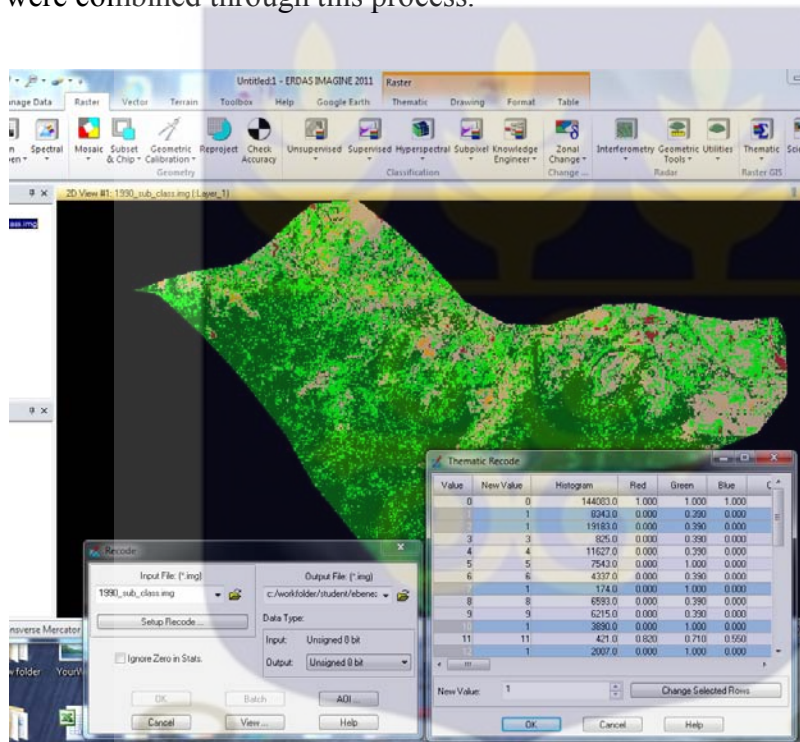 were combined through this process.
Untitled:1 - ERDAS IMAGINE 2011 Raster
Manage Data Raster Vector Terrain Toolbox Help Google Earth Thematic Drawing Format Table
Spectral Mosaic Subset & Chip Geometric Calibration Reproject Check Accuracy Unsupervised Supervised Hyperspectral Subpixel Knowledge Engineer Zonal Change Interferometry Geometric Tools Utilities Thematic
Geometry Classification Change ... Radar Raster GIS
2D View #1: 1990_sub_class.img (:Layer_1)
Thematic Recode
Value New Value Histogram Red Green Blue
0 0 144083.0 1.000 1.000 1.000
1 8343.0 0.000 0.390 0.000
1 19183.0 0.000 0.390 0.000
3 3 825.0 0.000 0.390 0.000
4 4 11627.0 0.000 0.390 0.000
5 5 7543.0 0.000 1.000 0.000
6 6 4337.0 0.000 0.390 0.000
1 174.0 0.000 1.000 0.000
8 8 6593.0 0.000 0.390 0.000
9 9 6215.0 0.000 0.390 0.000
1 3890.0 0.000 1.000 0.000
11 11 421.0 0.820 0.710 0.550
1 2007.0 0.000 1.000 0.000
New Value: 1 Change Selected Rows
OK Cancel Help
Recode
Input File: (*.img) Output File: (*.img)
1990_sub_class.img c:/workfolder/student/ebenez
Setup Recode ... Data Type:
Input: Unsigned 8 bit
Ignore Zero in Stats. Output: Unsigned 8 bit
OK Batch AOI ...
Cancel View ... Help
nsverse Mercator
folder